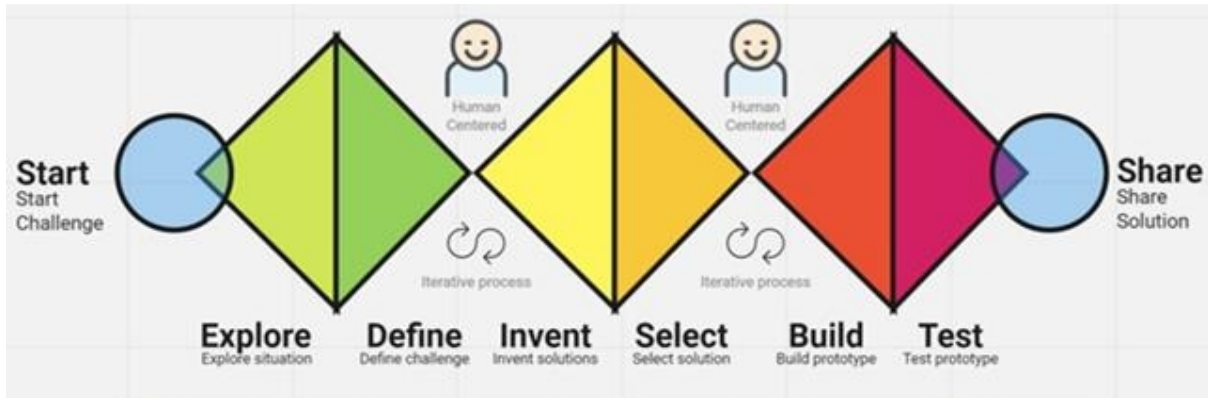 Human
Centered
Human
Centered
Start
Start
Challenge
Share
Share
Solution
Iterative process
Iterative process
Explore
Explore situation
Define
Define challenge
Invent
Invent solutions
Select
Select solution
Build
Build prototype
Test
Test prototype